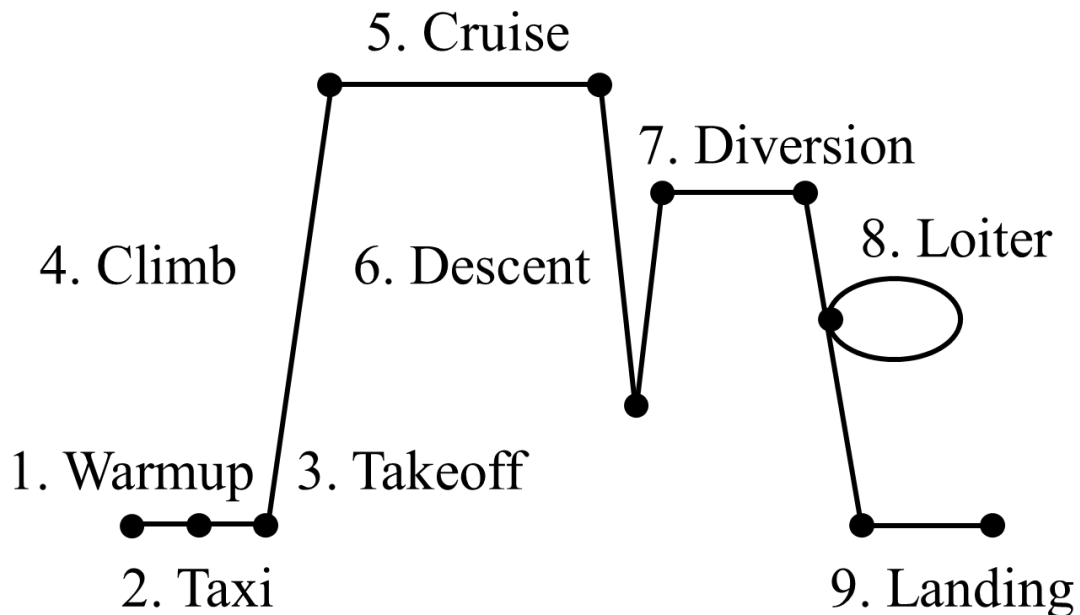 5. Cruise
7. Diversion
8. Loiter
4. Climb
6. Descent
1. Warmup
3. Takeoff
2. Taxi
9. Landing